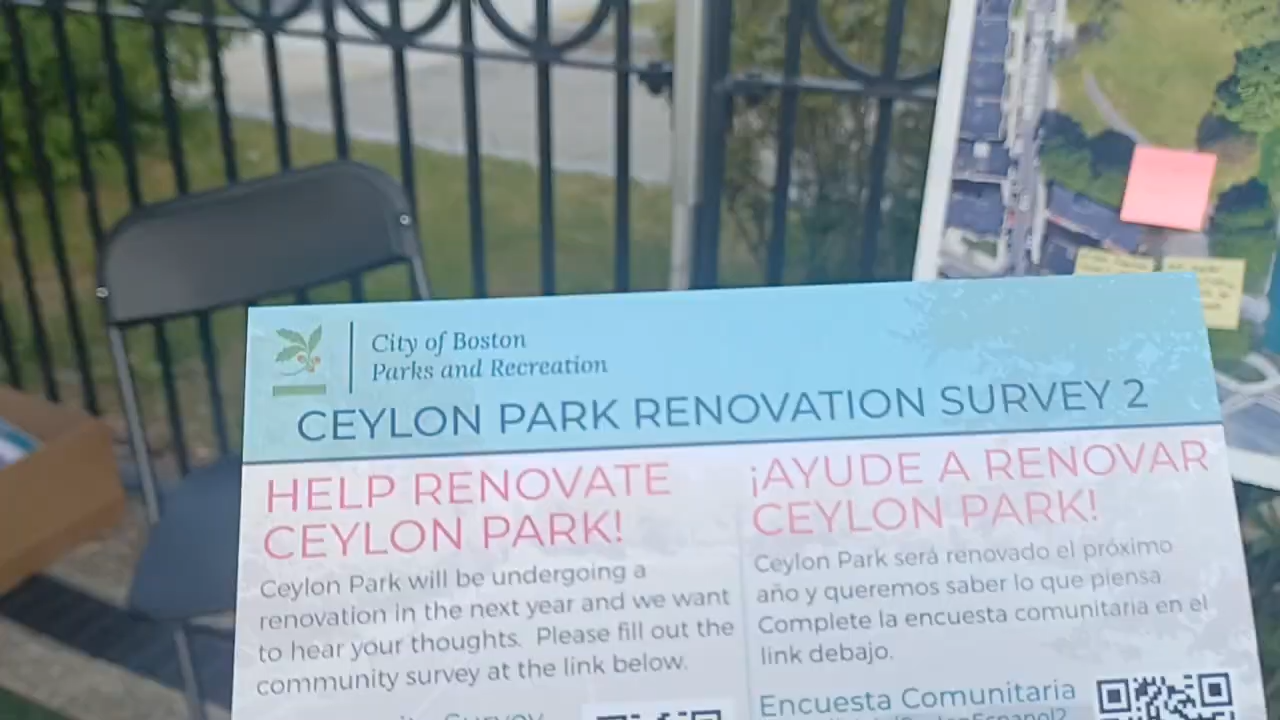 City of Boston
Parks and Recreation
CEYLON PARK RENOVATION SURVEY 2
HELP RENOVATE
CEYLON PARK!
Ceylon Park will be undergoing a
renovation in the next year and we want
to hear your thoughts. Please fill out the
community survey at the link below.
¡AYUDE A RENOVAR
CEYLON PARK!
Ceylon Park será renovado el próximo
año y queremos saber lo que piensa
Complete la encuesta comunitaria en el
link debajo.
Encuesta Comunitaria